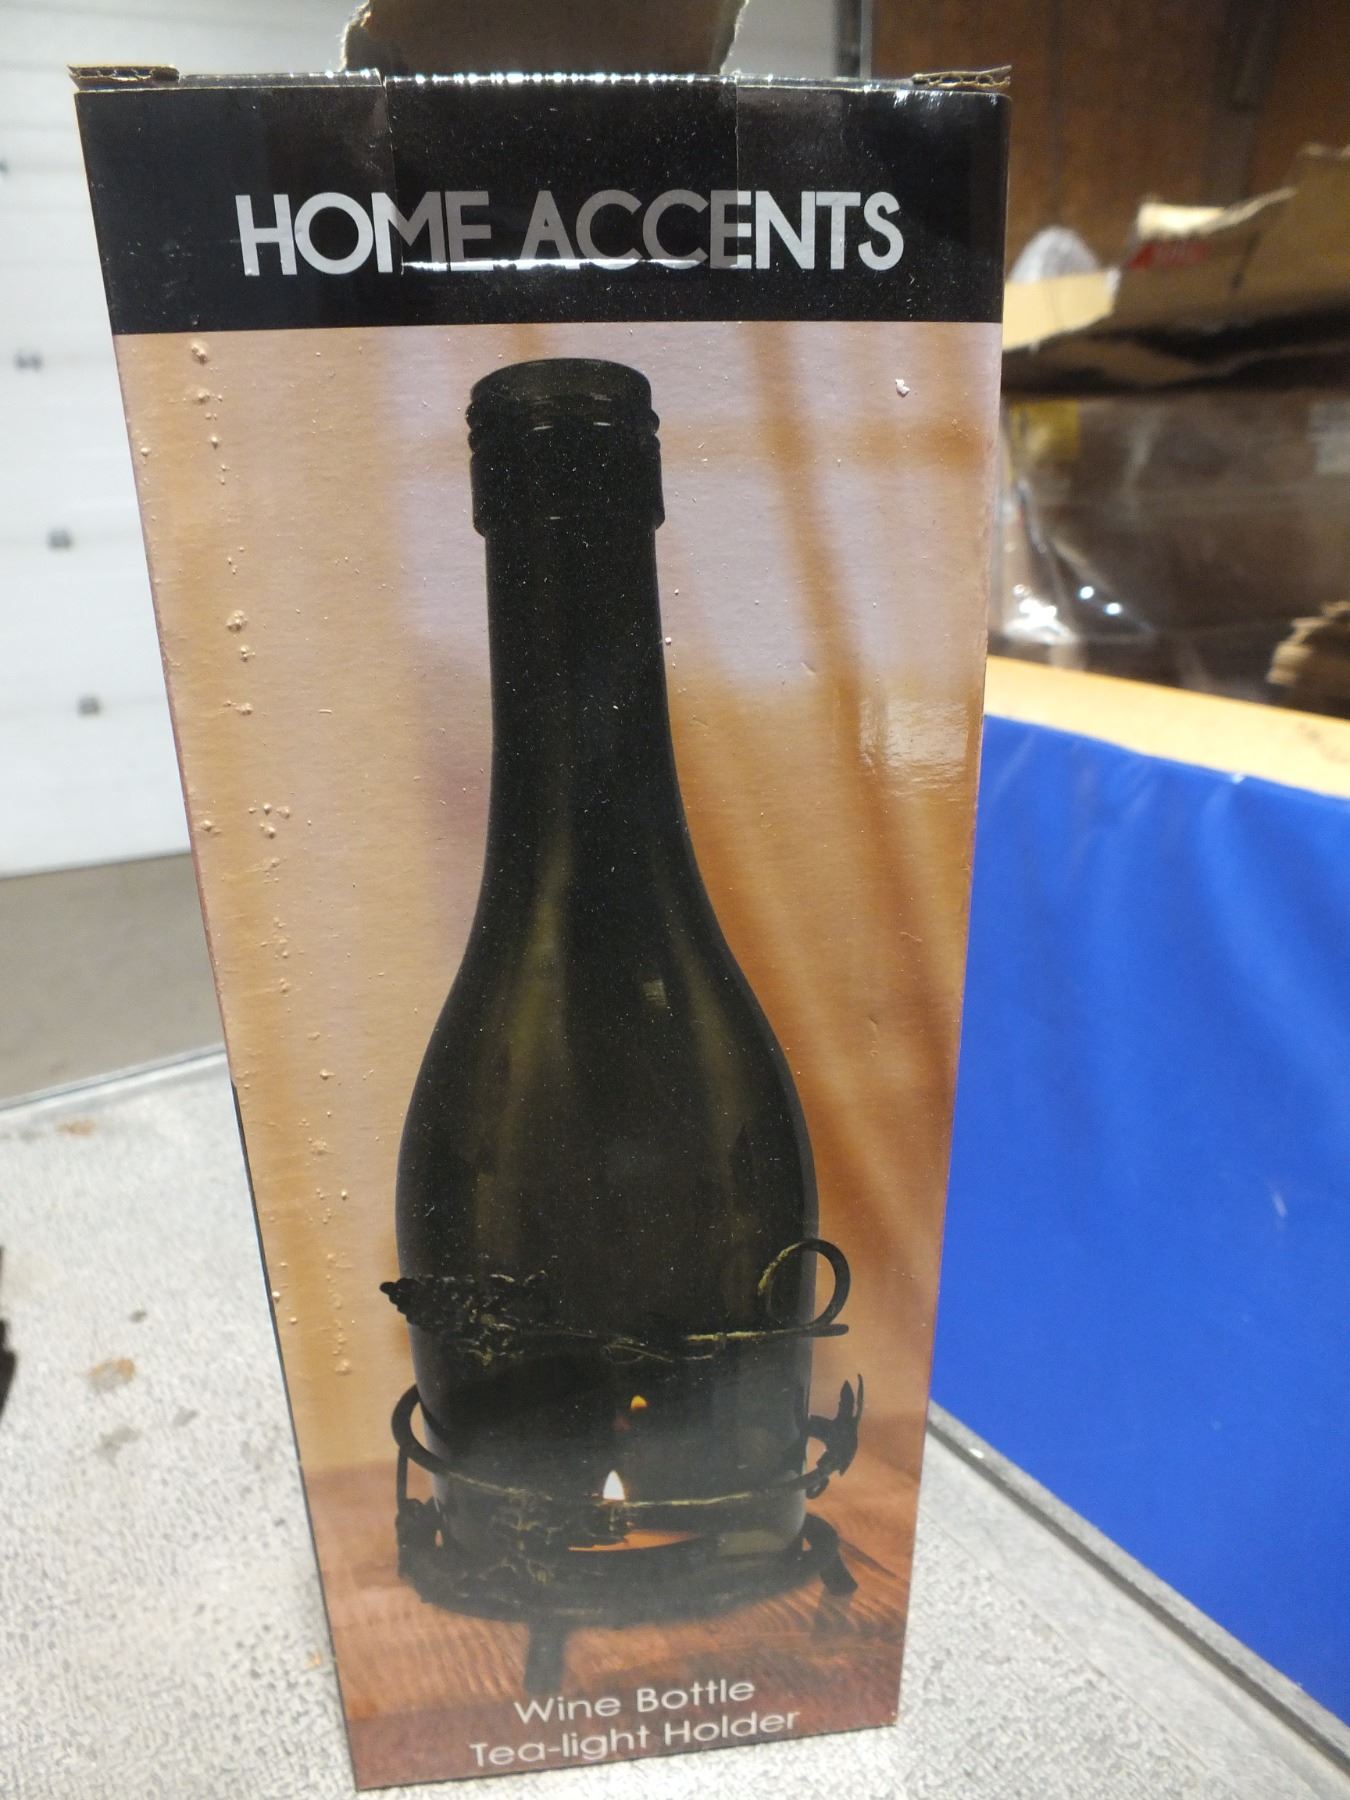 HOME ACCENTS
Wine Bottle
Tea-light Holder